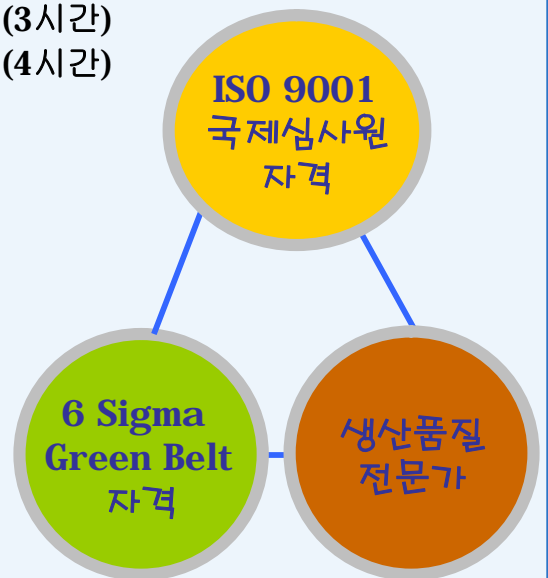 (3시간)
(4시간)
ISO 9001
국제심사원
자격
6 Sigma
Green Belt
자격
생산품질
전문가